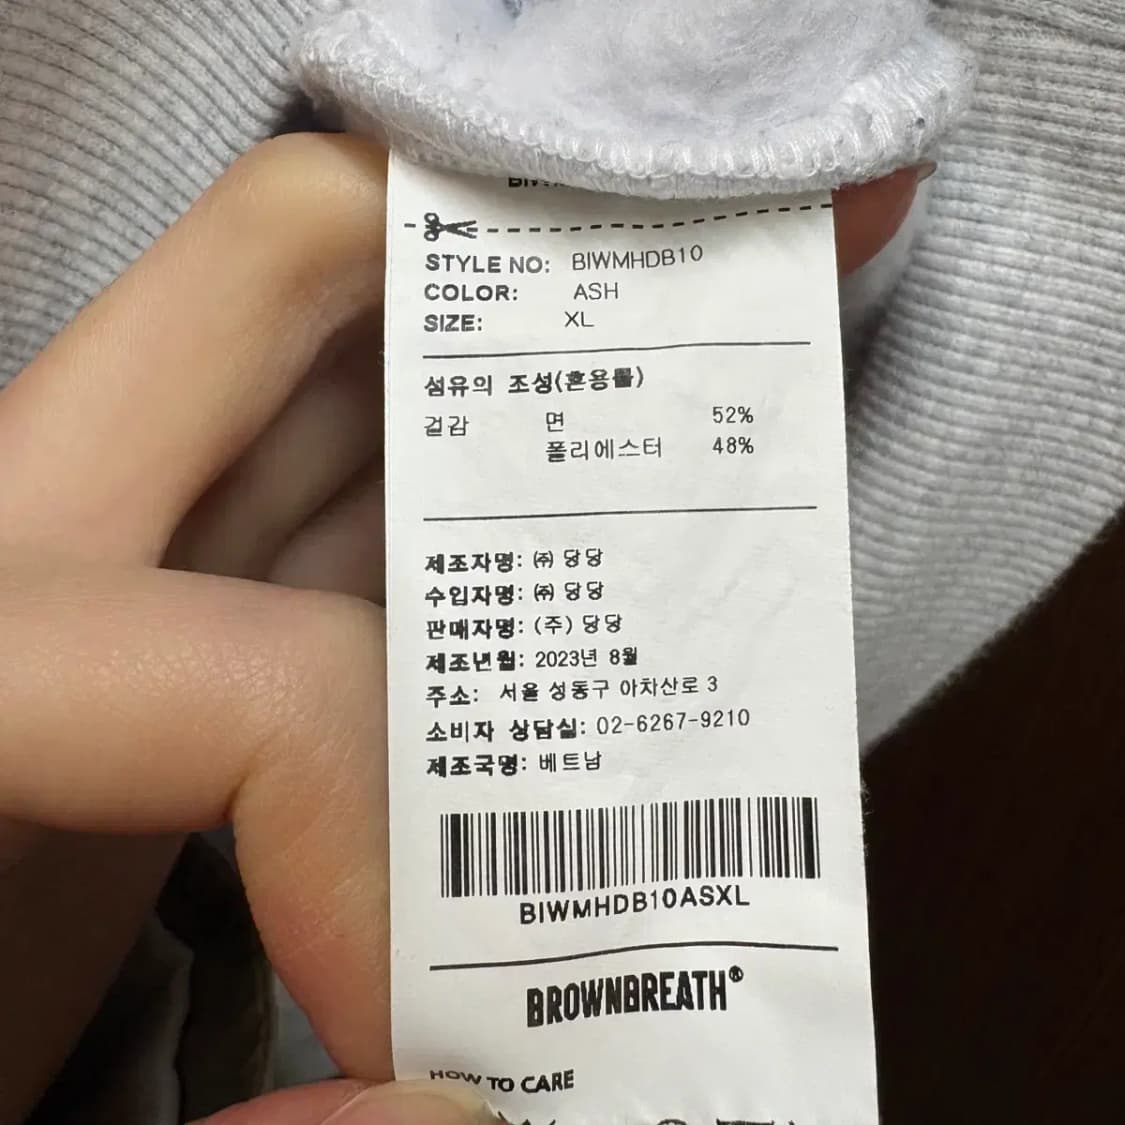 STYLE NO: BIWMHDB10
COLOR: ASH
SIZE: XL
섬유의 조성(혼용률)
겉감 면 52%
폴리에스터 48%
제조자명: ㈜ 당당
수입자명: ㈜ 당당
판매자명: (주) 당당
제조년월: 2023년 8월
주소: 서울 성동구 아차산로 3
소비자 상담실: 02-6267-9210
제조국명: 베트남
BIWMHDB10ASXL
BROWNBREATH®
HOW TO CARE